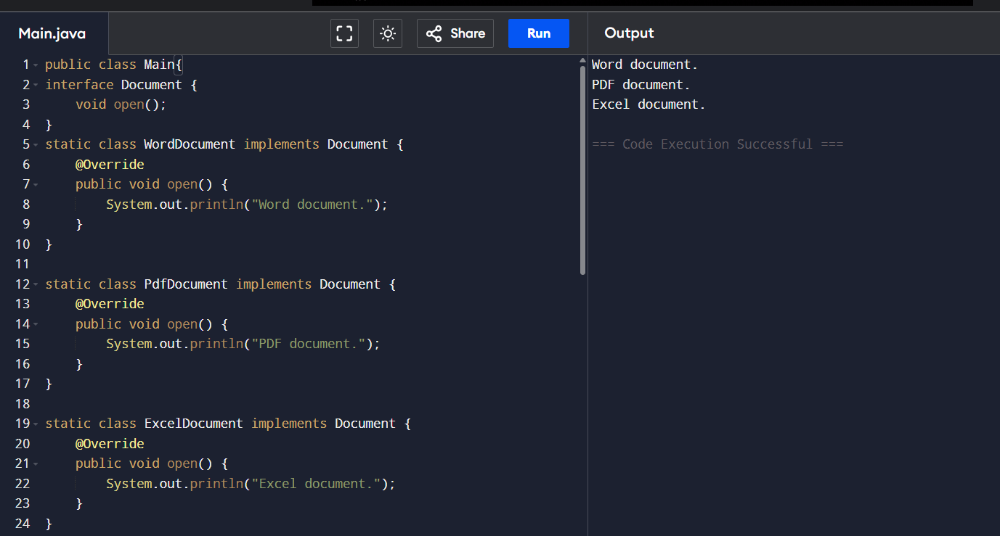 Main.java
Share
Run
Output
1 public class Main{
2 interface Document {
3     void open();
4 }
5 static class WordDocument implements Document {
6     @Override
7     public void open() {
8         System.out.println("Word document.");
9     }
10 }
11
12 static class PdfDocument implements Document {
13     @Override
14     public void open() {
15         System.out.println("PDF document.");
16     }
17 }
18
19 static class ExcelDocument implements Document {
20     @Override
21     public void open() {
22         System.out.println("Excel document.");
23     }
24 }
Word document.
PDF document.
Excel document.
=== Code Execution Successful ===